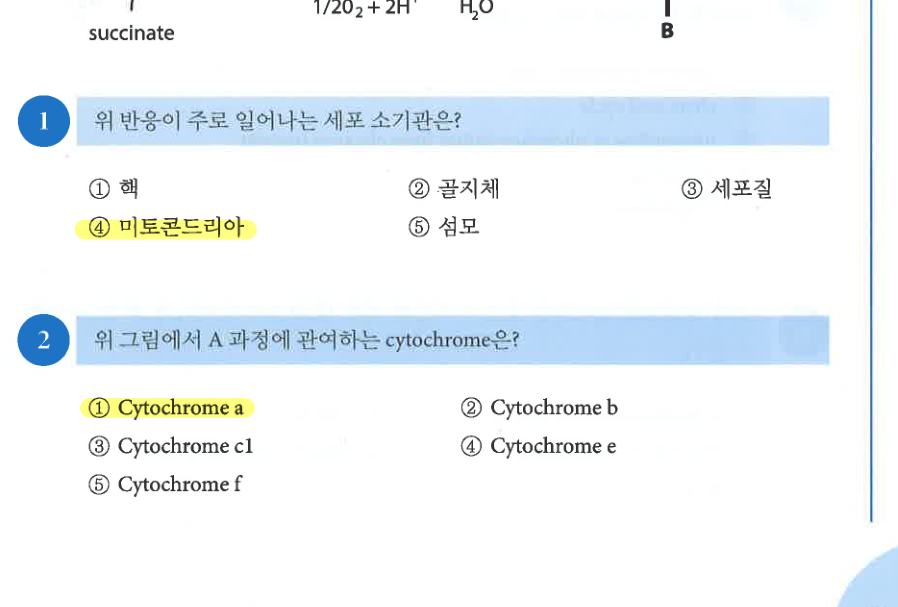 1/2O₂ + 2H⁺ H₂O
succinate B
1 위 반응이 주로 일어나는 세포 소기관은?
① 핵 ② 골지체 ③ 세포질
④ 미토콘드리아 ⑤ 섬모
2 위 그림에서 A 과정에 관여하는 cytochrome은?
① Cytochrome a ② Cytochrome b
③ Cytochrome c1 ④ Cytochrome e
⑤ Cytochrome f